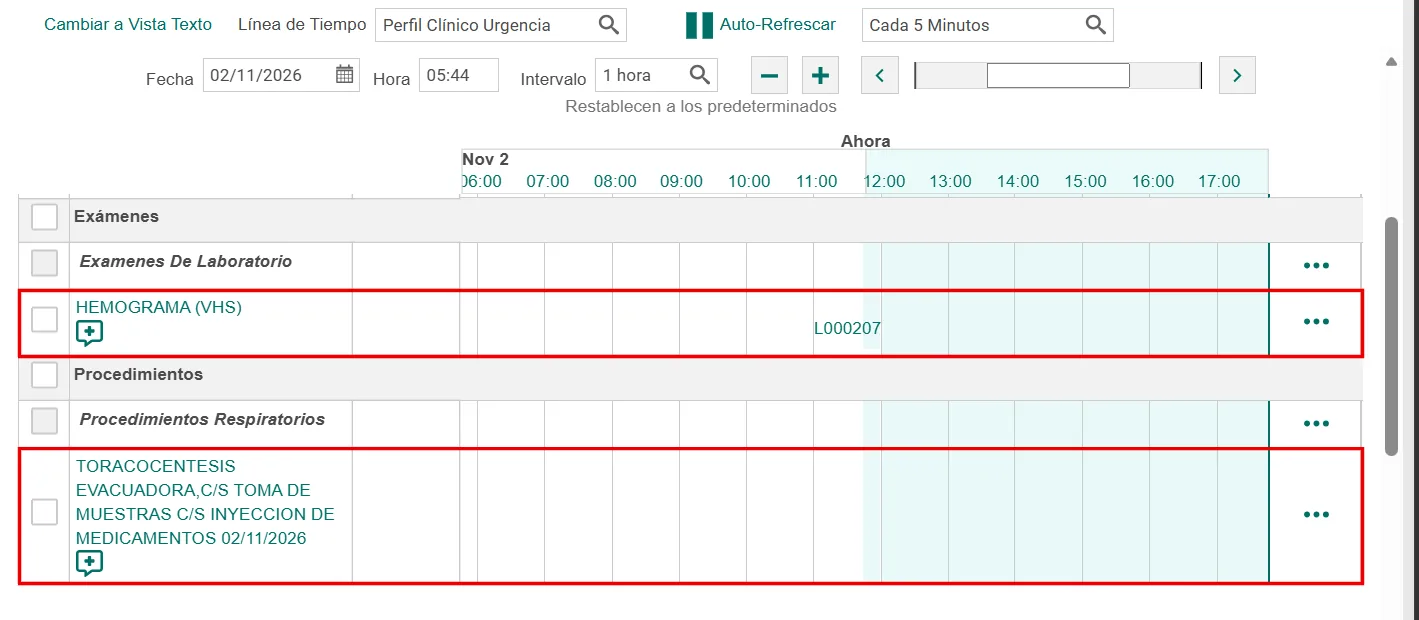 Cambiar a Vista Texto Línea de Tiempo Perfil Clínico Urgencia Auto-Refrescar Cada 5 Minutos
Fecha 02/11/2026 Hora 05:44 Intervalo 1 hora
Restablecen a los predeterminados
Ahora
Nov 2
06:00 07:00 08:00 09:00 10:00 11:00 12:00 13:00 14:00 15:00 16:00 17:00
Exámenes
Examenes De Laboratorio
HEMOGRAMA (VHS)
L000207
Procedimientos
Procedimientos Respiratorios
TORACOCENTESIS
EVACUADORA,C/S TOMA DE
MUESTRAS C/S INYECCION DE
MEDICAMENTOS 02/11/2026